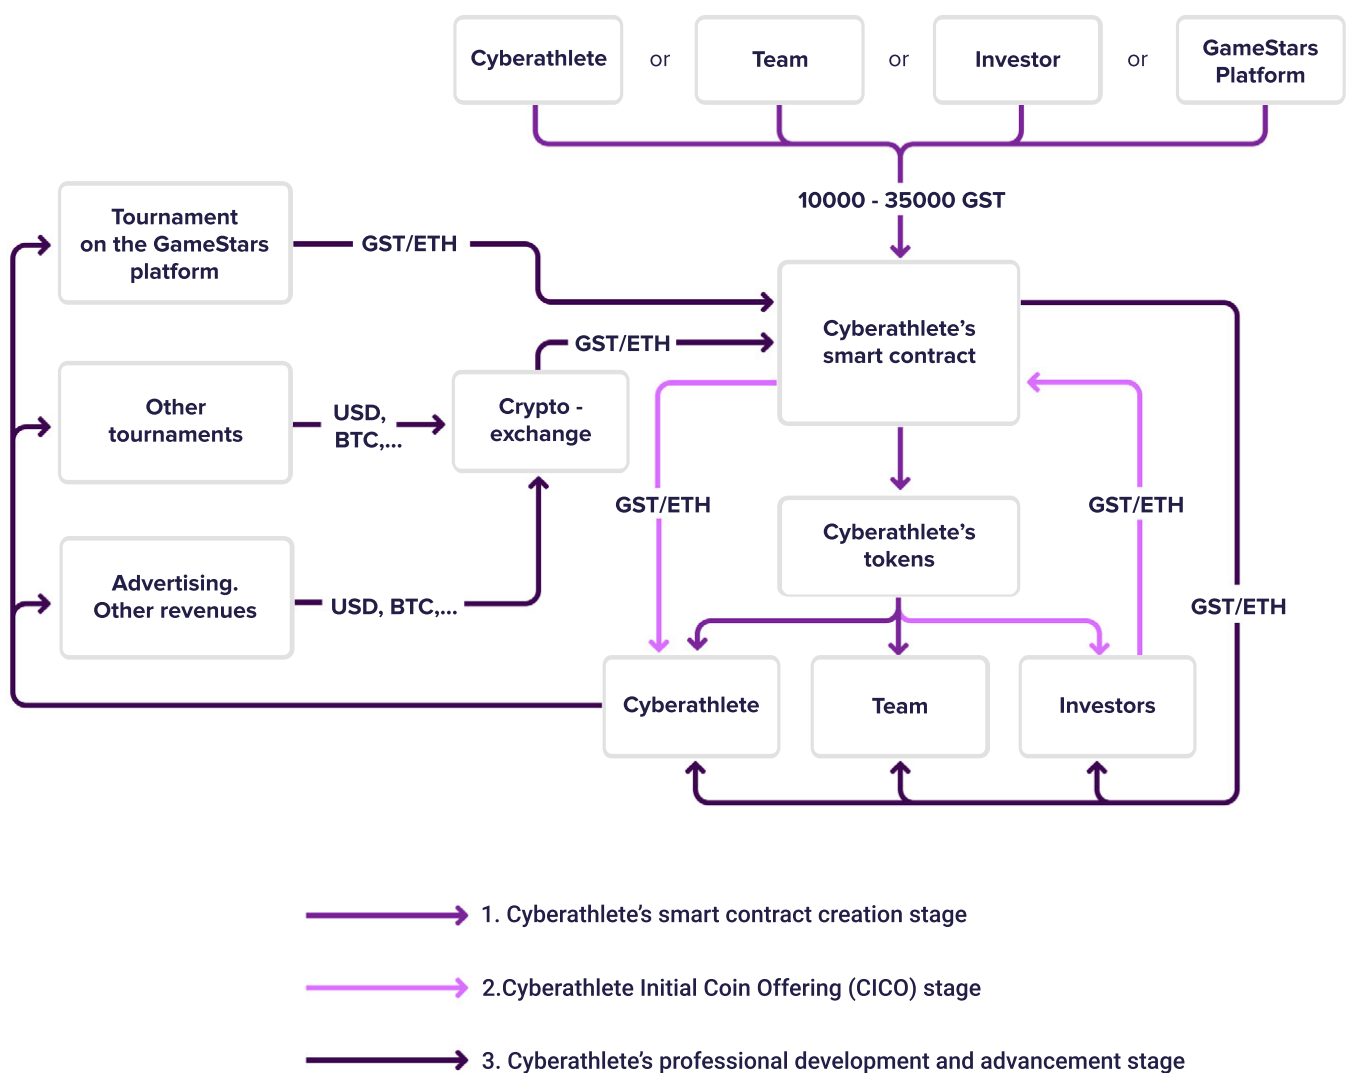 Cyberathlete
or
Team
or
Investor
or
GameStars
Platform
10000 - 35000 GST
Tournament
on the GameStars
platform
GST/ETH
Cyberathlete’s
smart contract
GST/ETH
Other
tournaments
USD,
BTC,...
Crypto -
exchange
GST/ETH
GST/ETH
Cyberathlete’s
tokens
Advertising.
Other revenues
USD, BTC,...
GST/ETH
Cyberathlete
Team
Investors
1. Cyberathlete’s smart contract creation stage
2.Cyberathlete Initial Coin Offering (CICO) stage
3. Cyberathlete’s professional development and advancement stage